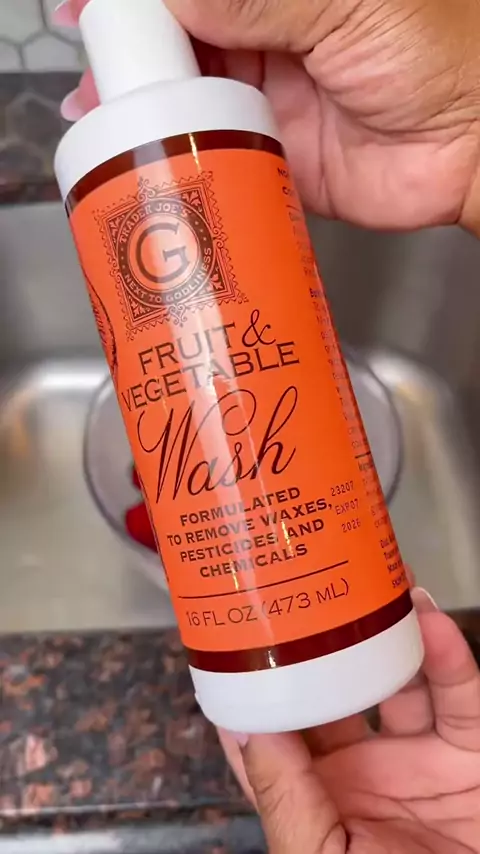 TRADER JOE'S
G
NEXT TO GODLINESS
FRUIT &
VEGETABLE
Wash
FORMULATED
TO REMOVE WAXES,
PESTICIDES AND
CHEMICALS
16 FL OZ (473 mL)
23207
EXP07
2026